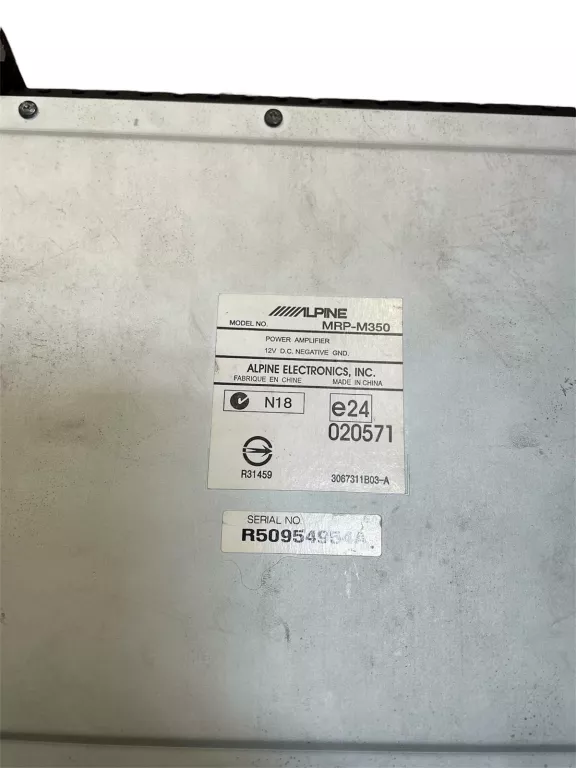 ALPINE
MODEL NO. MRP-M350
POWER AMPLIFIER
12V D.C. NEGATIVE GND.
ALPINE ELECTRONICS, INC.
FABRIQUE EN CHINE MADE IN CHINA
N18 e24
020571
R31459 3067311B03-A
SERIAL NO.
R50954954A